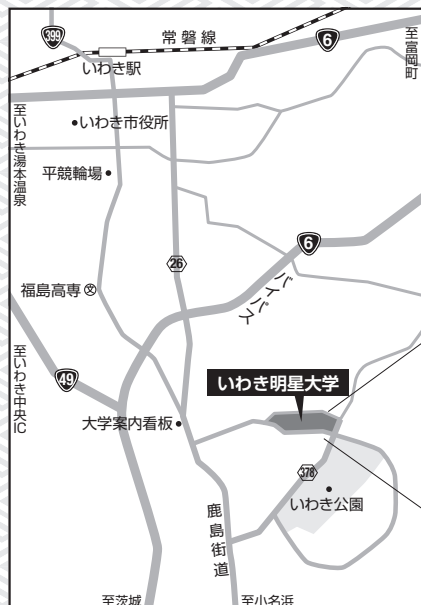 399
常磐線
6
至富岡町
いわき駅
至いわき湯本温泉
•いわき市役所
平競輪場•
26
6
バイパス
福島高専 文
至いわき中央IC
49
いわき明星大学
大学案内看板•
378
いわき公園
鹿島街道
至茨城
至小名浜